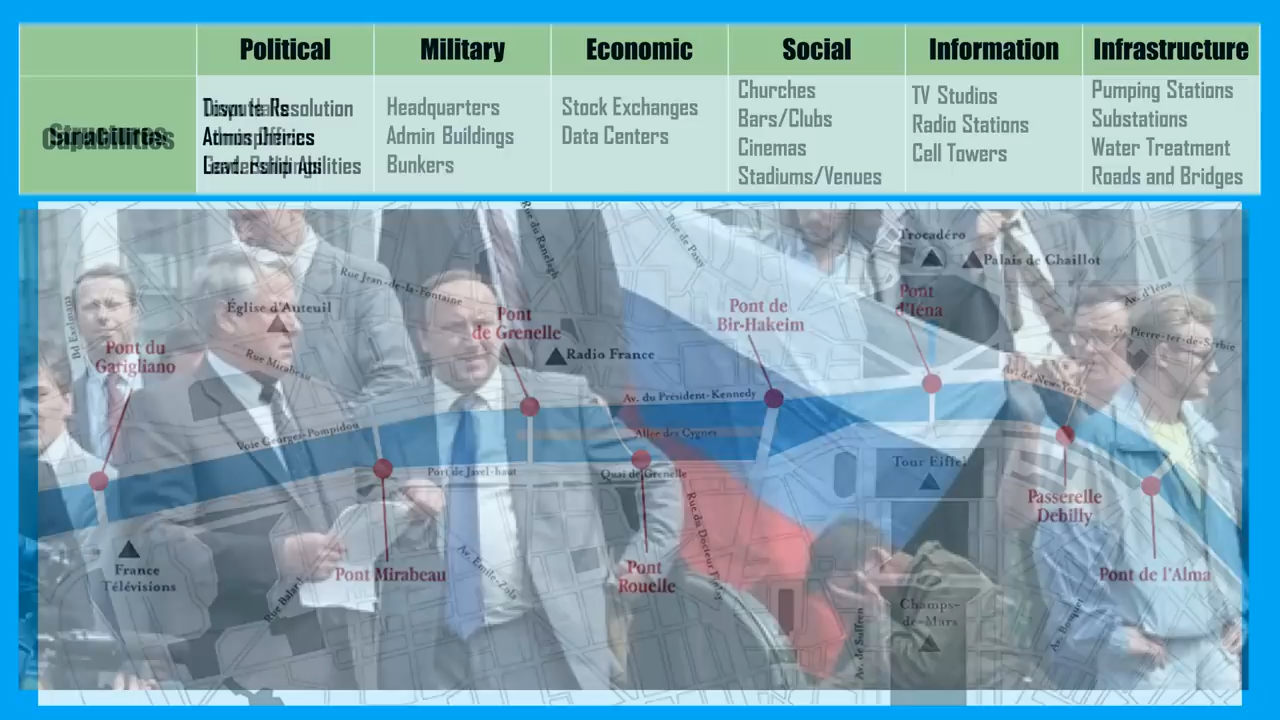 Political Military Economic Social Information Infrastructure
Headquarters
Admin Buildings
Bunkers
Stock Exchanges
Data Centers
Churches
Bars/Clubs
Cinemas
Stadiums/Venues
TV Studios
Radio Stations
Cell Towers
Pumping Stations
Substations
Water Treatment
Roads and Bridges
Rue du Ranelagh
Rue de Passy
Trocadéro
Palais de Chaillot
Rue Jean-de-la-Fontaine
Av. d'Iéna
Église d'Auteuil
Pont
de Grenelle
Pont de
Bir-Hakeim
Pont
d'Iéna
Av. Pierre-1er-de-Serbie
Pont du
Garigliano
Rue Mirabeau
Radio France
Av. de New-York
Av. du Président-Kennedy
Voie Georges-Pompidou
Allée des Cygnes
Port de Javel-haut
Quai de Grenelle
Tour Eiffel
Passerelle
Debilly
France
Télévisions
Pont Mirabeau
Pont
Rouelle
Pont de l'Alma
Rue Balard
Av. Emile-Zola
Champs-
de-Mars
Av. de Suffren
Av. Bosquet